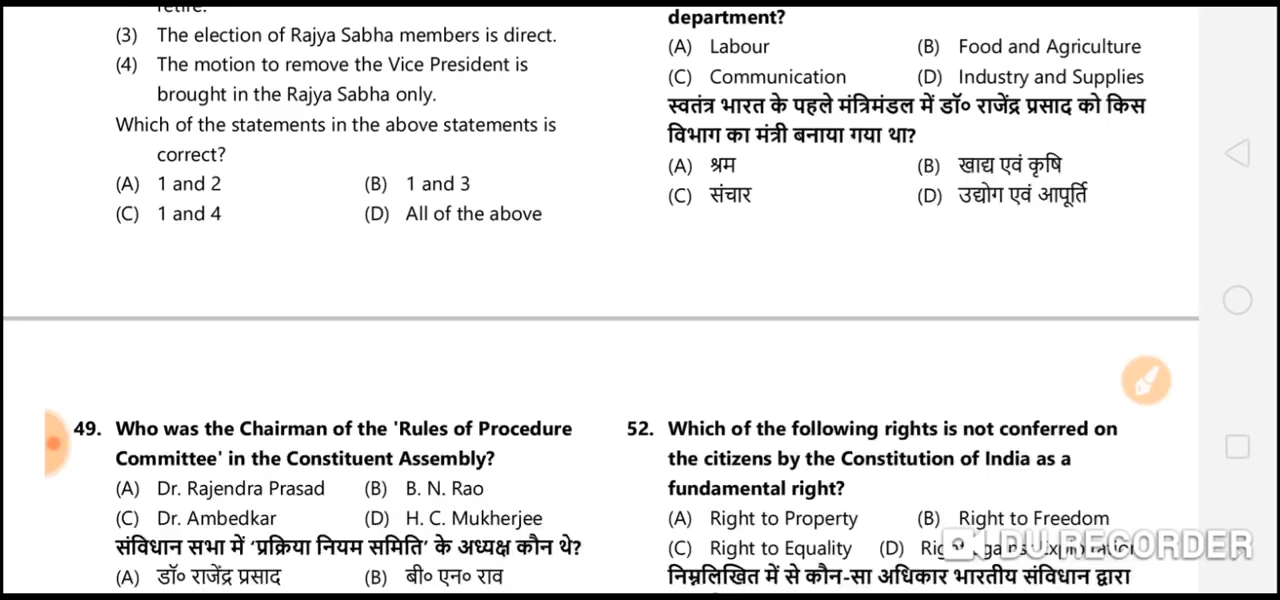 retire.
(3) The election of Rajya Sabha members is direct.
(4) The motion to remove the Vice President is
brought in the Rajya Sabha only.
Which of the statements in the above statements is
correct?
(A) 1 and 2 (B) 1 and 3
(C) 1 and 4 (D) All of the above
49. Who was the Chairman of the 'Rules of Procedure
Committee' in the Constituent Assembly?
(A) Dr. Rajendra Prasad (B) B. N. Rao
(C) Dr. Ambedkar (D) H. C. Mukherjee
संविधान सभा में ‘प्रक्रिया नियम समिति’ के अध्यक्ष कौन थे?
(A) डॉ० राजेंद्र प्रसाद (B) बी० एन० राव
department?
(A) Labour (B) Food and Agriculture
(C) Communication (D) Industry and Supplies
स्वतंत्र भारत के पहले मंत्रिमंडल में डॉ० राजेंद्र प्रसाद को किस
विभाग का मंत्री बनाया गया था?
(A) श्रम (B) खाद्य एवं कृषि
(C) संचार (D) उद्योग एवं आपूर्ति
52. Which of the following rights is not conferred on
the citizens by the Constitution of India as a
fundamental right?
(A) Right to Property (B) Right to Freedom
(C) Right to Equality (D)
निम्नलिखित में से कौन-सा अधिकार भारतीय संविधान द्वारा
DU RECORDER